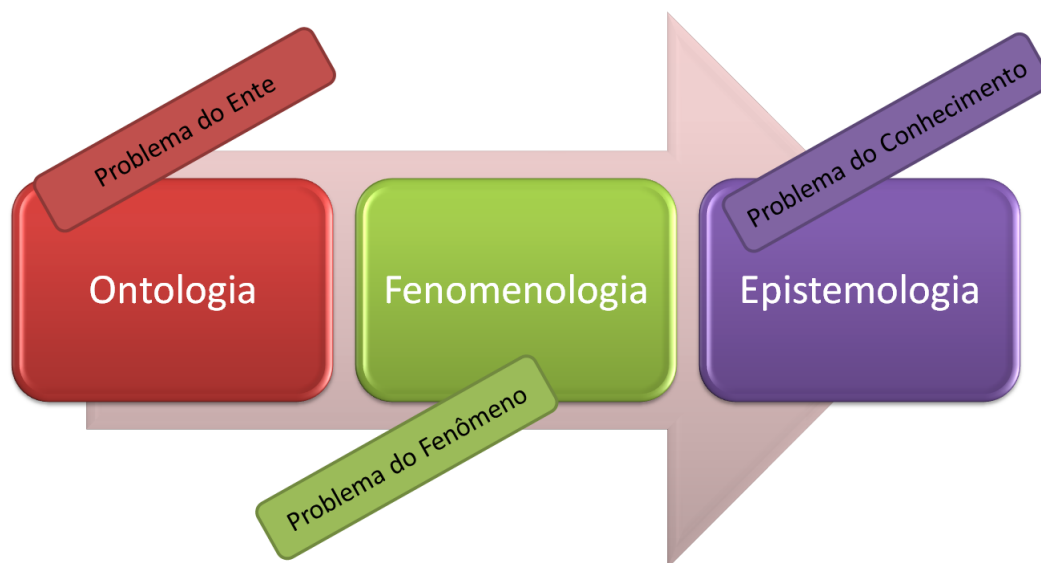 Problema do Ente
Ontologia
Fenomenologia
Problema do Fenômeno
Problema do Conhecimento
Epistemologia